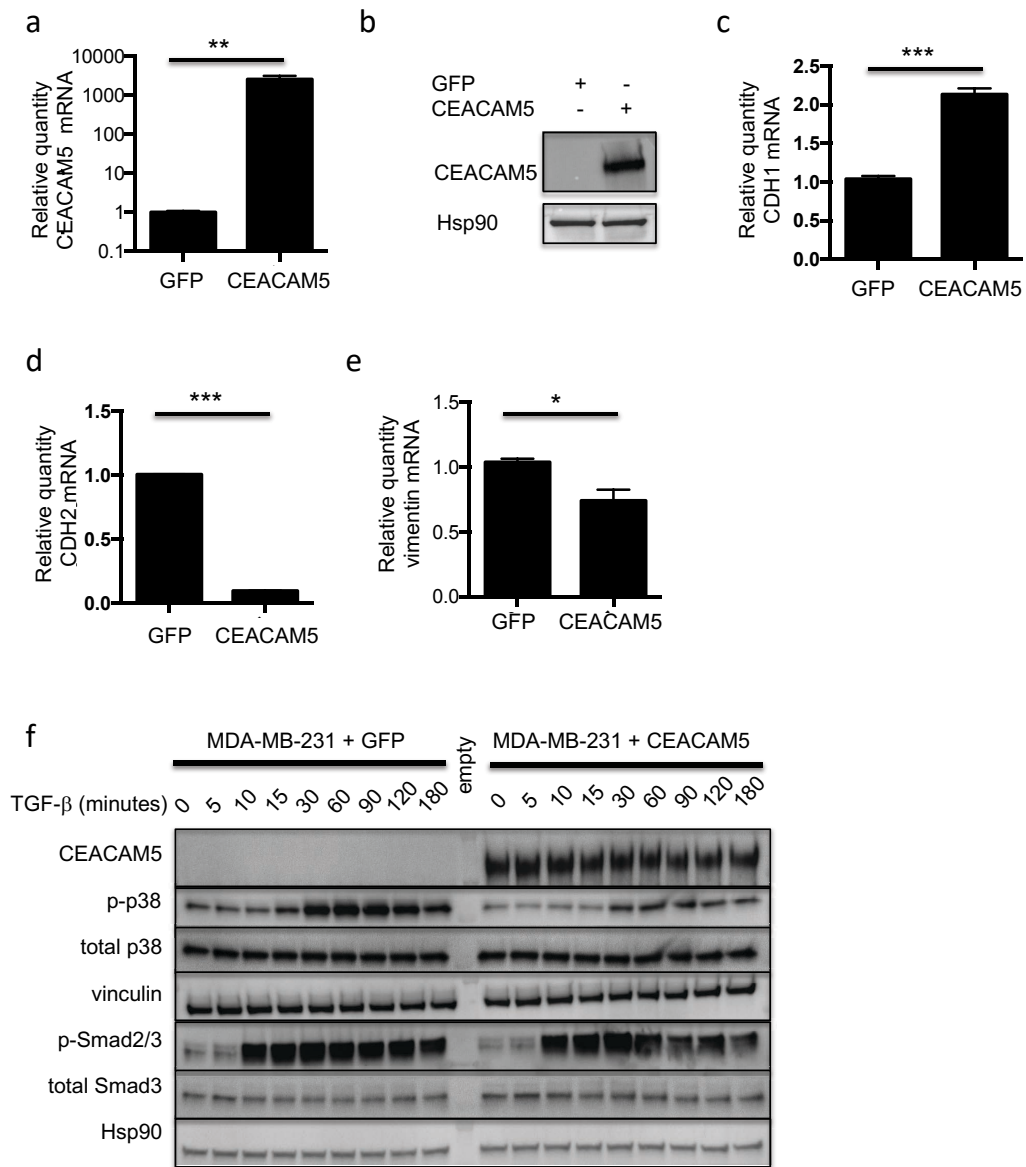 a
Relative quantity
CEACAM5 mRNA
10000
1000
100
10
1
0.1
**
GFP CEACAM5
b
GFP + -
CEACAM5 - +
CEACAM5
Hsp90
c
Relative quantity
CDH1 mRNA
2.5
2.0
1.5
1.0
0.5
0.0
***
GFP CEACAM5
d
Relative quantity
CDH2 mRNA
1.5
1.0
0.5
0.0
***
GFP CEACAM5
e
Relative quantity
vimentin mRNA
1.5
1.0
0.5
0.0
*
GFP CEACAM5
f
MDA-MB-231 + GFP empty MDA-MB-231 + CEACAM5
TGF-β (minutes) 0 5 10 15 30 60 90 120 180 0 5 10 15 30 60 90 120 180
CEACAM5
p-p38
total p38
vinculin
p-Smad2/3
total Smad3
Hsp90